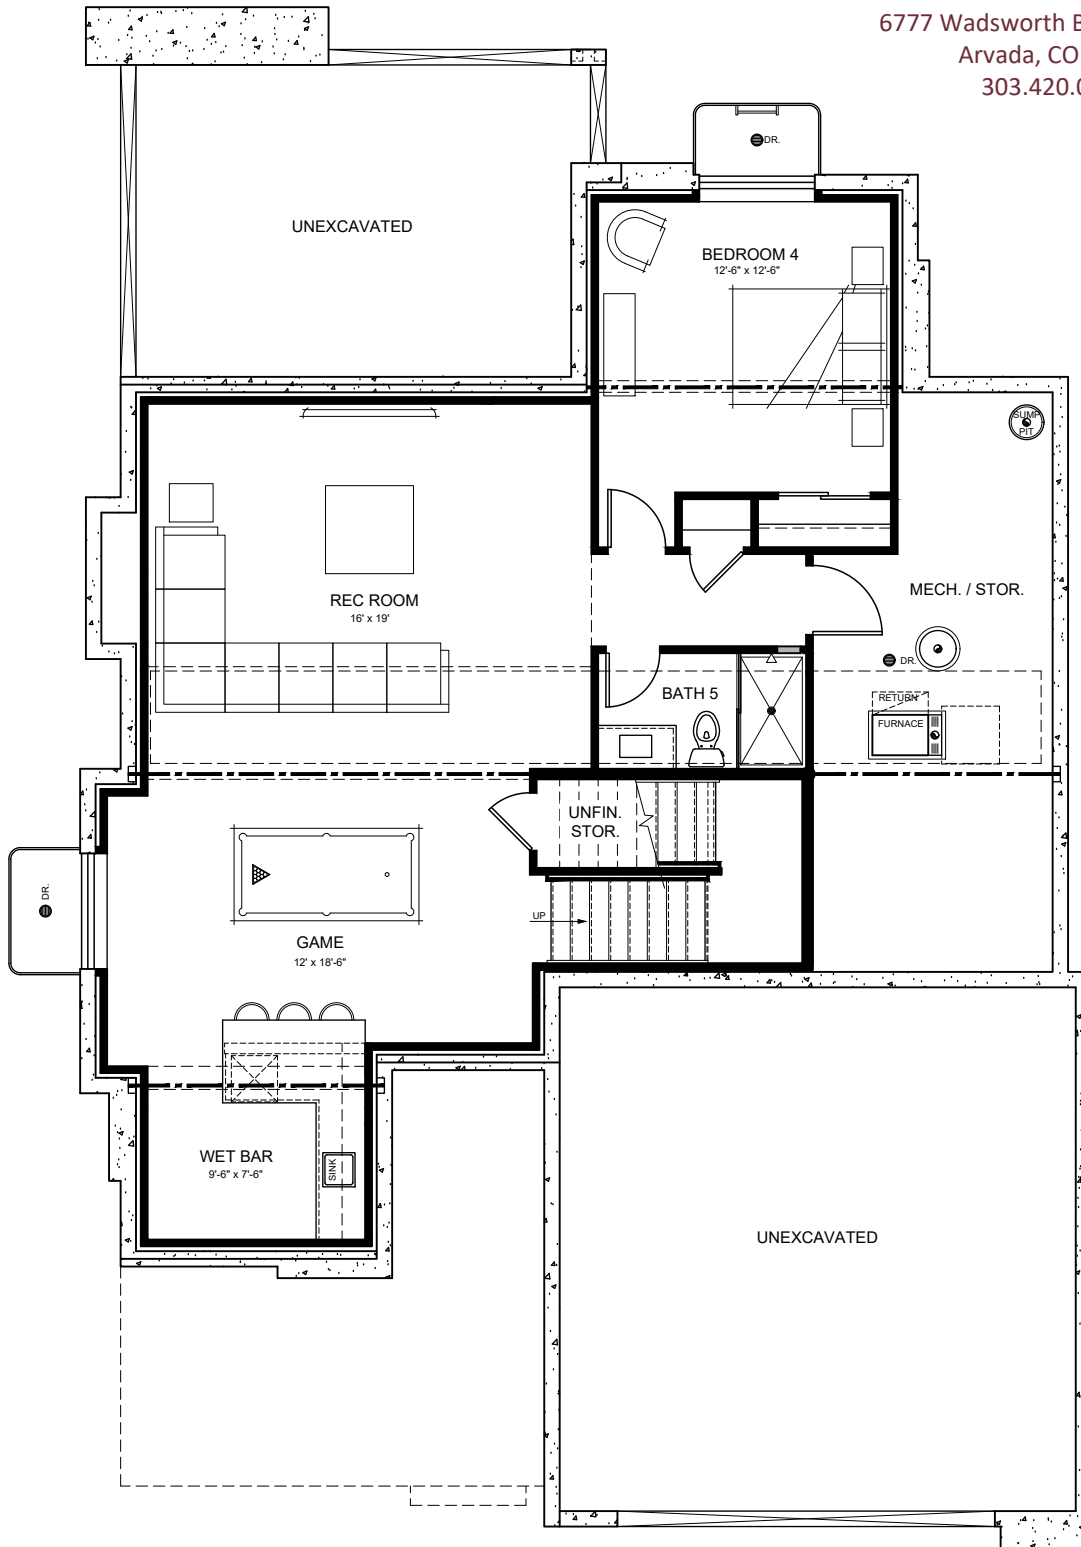 6777 Wadsworth
Arvada, CO
303.420.
DR.
UNEXCAVATED
BEDROOM 4
12'-6" x 12'-6"
SUMP
PIT
REC ROOM
16' x 19'
MECH. / STOR.
DR.
BATH 5
RETURN
FURNACE
UNFIN.
STOR.
DR.
UP
GAME
12' x 18'-6"
WET BAR
9'-6" x 7'-6"
SINK
UNEXCAVATED